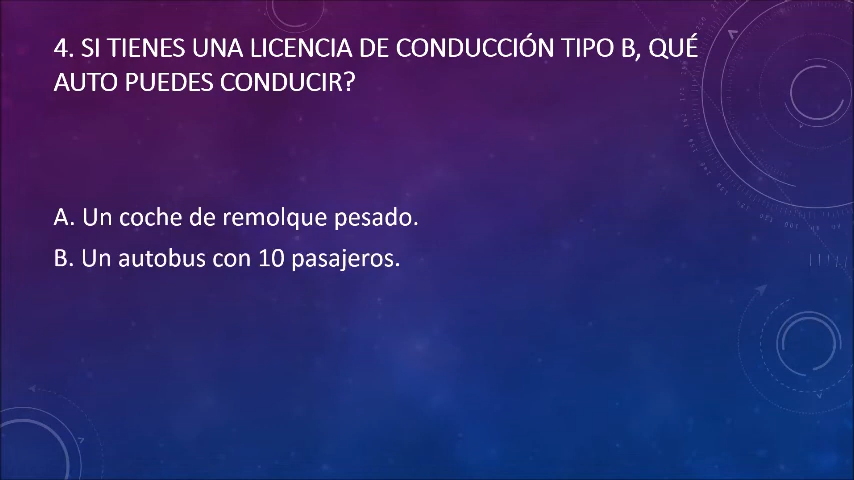 4. SI TIENES UNA LICENCIA DE CONDUCCIÓN TIPO B, QUÉ
AUTO PUEDES CONDUCIR?
A. Un coche de remolque pesado.
B. Un autobus con 10 pasajeros.